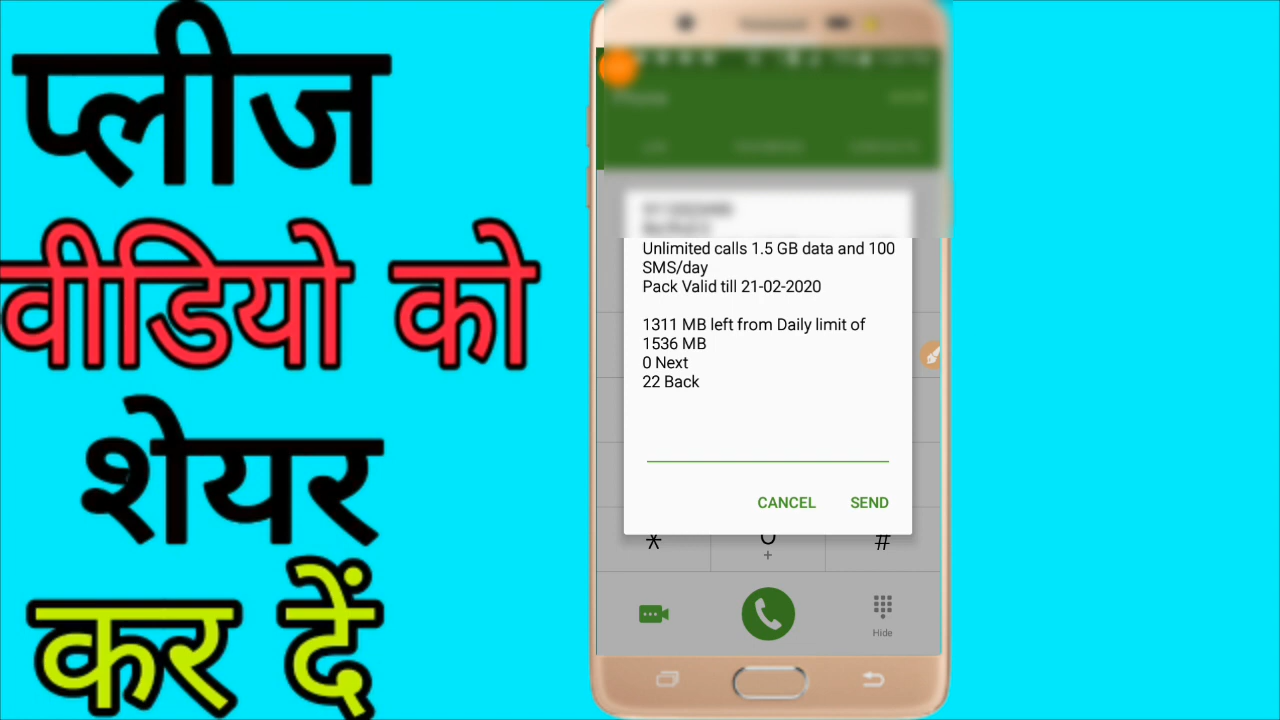 प्लीज
वीडियो को
शेयर
कर दें
Unlimited calls 1.5 GB data and 100
SMS/day
Pack Valid till 21-02-2020
1311 MB left from Daily limit of
1536 MB
0 Next
22 Back
CANCEL SEND
* 0 #
+
Hide